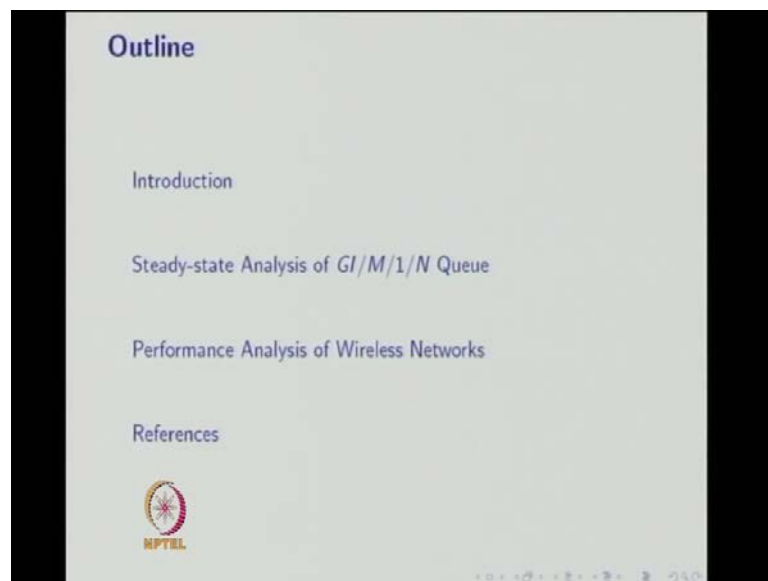 Outline
Introduction
Steady-state Analysis of GI/M/1/N Queue
Performance Analysis of Wireless Networks
References
NPTEL